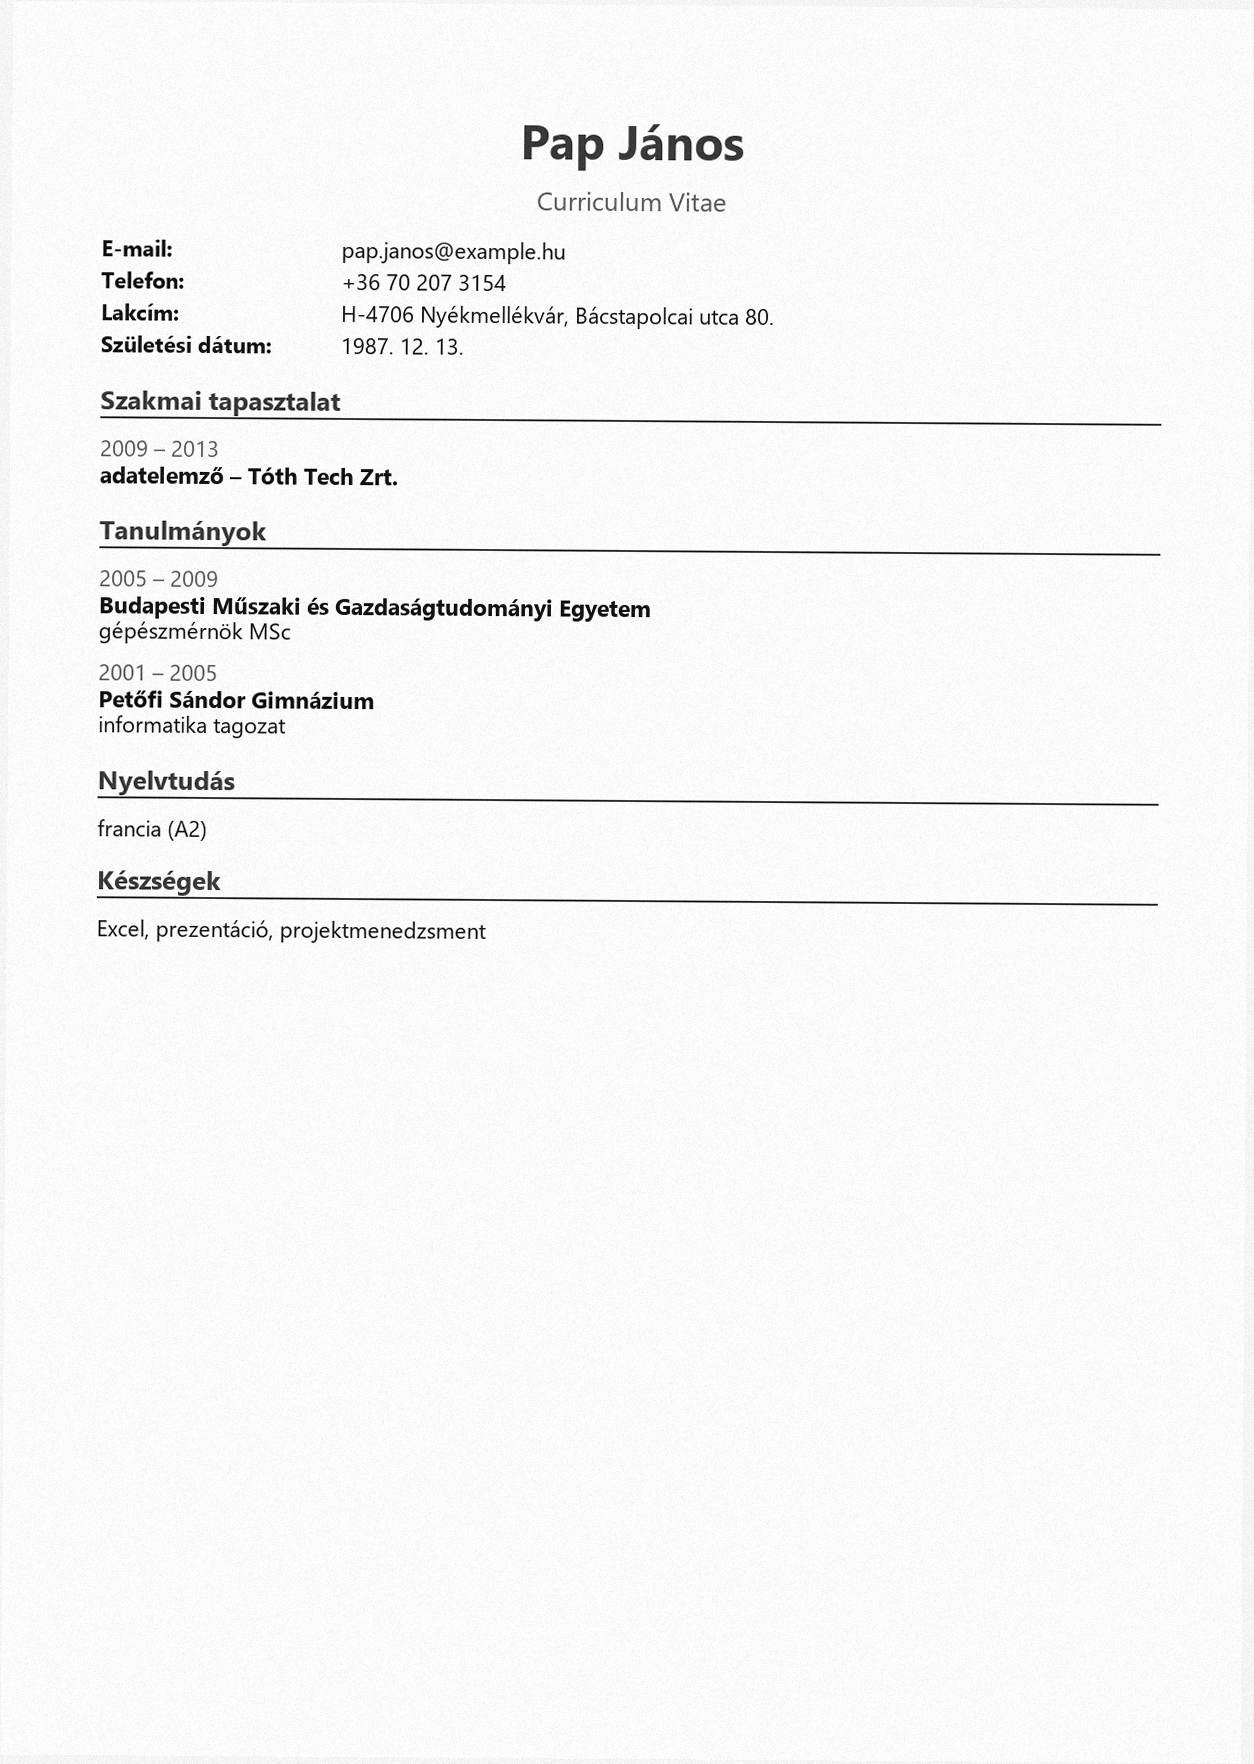 Pap János
Curriculum Vitae
E-mail: pap.janos@example.hu
Telefon: +36 70 207 3154
Lakcím: H-4706 Nyékmellékvár, Bácstapolcai utca 80.
Születési dátum: 1987. 12. 13.
Szakmai tapasztalat
2009 – 2013
adatelemző – Tóth Tech Zrt.
Tanulmányok
2005 – 2009
Budapesti Műszaki és Gazdaságtudományi Egyetem
gépészmérnök MSc
2001 – 2005
Petőfi Sándor Gimnázium
informatika tagozat
Nyelvtudás
francia (A2)
Készségek
Excel, prezentáció, projektmenedzsment